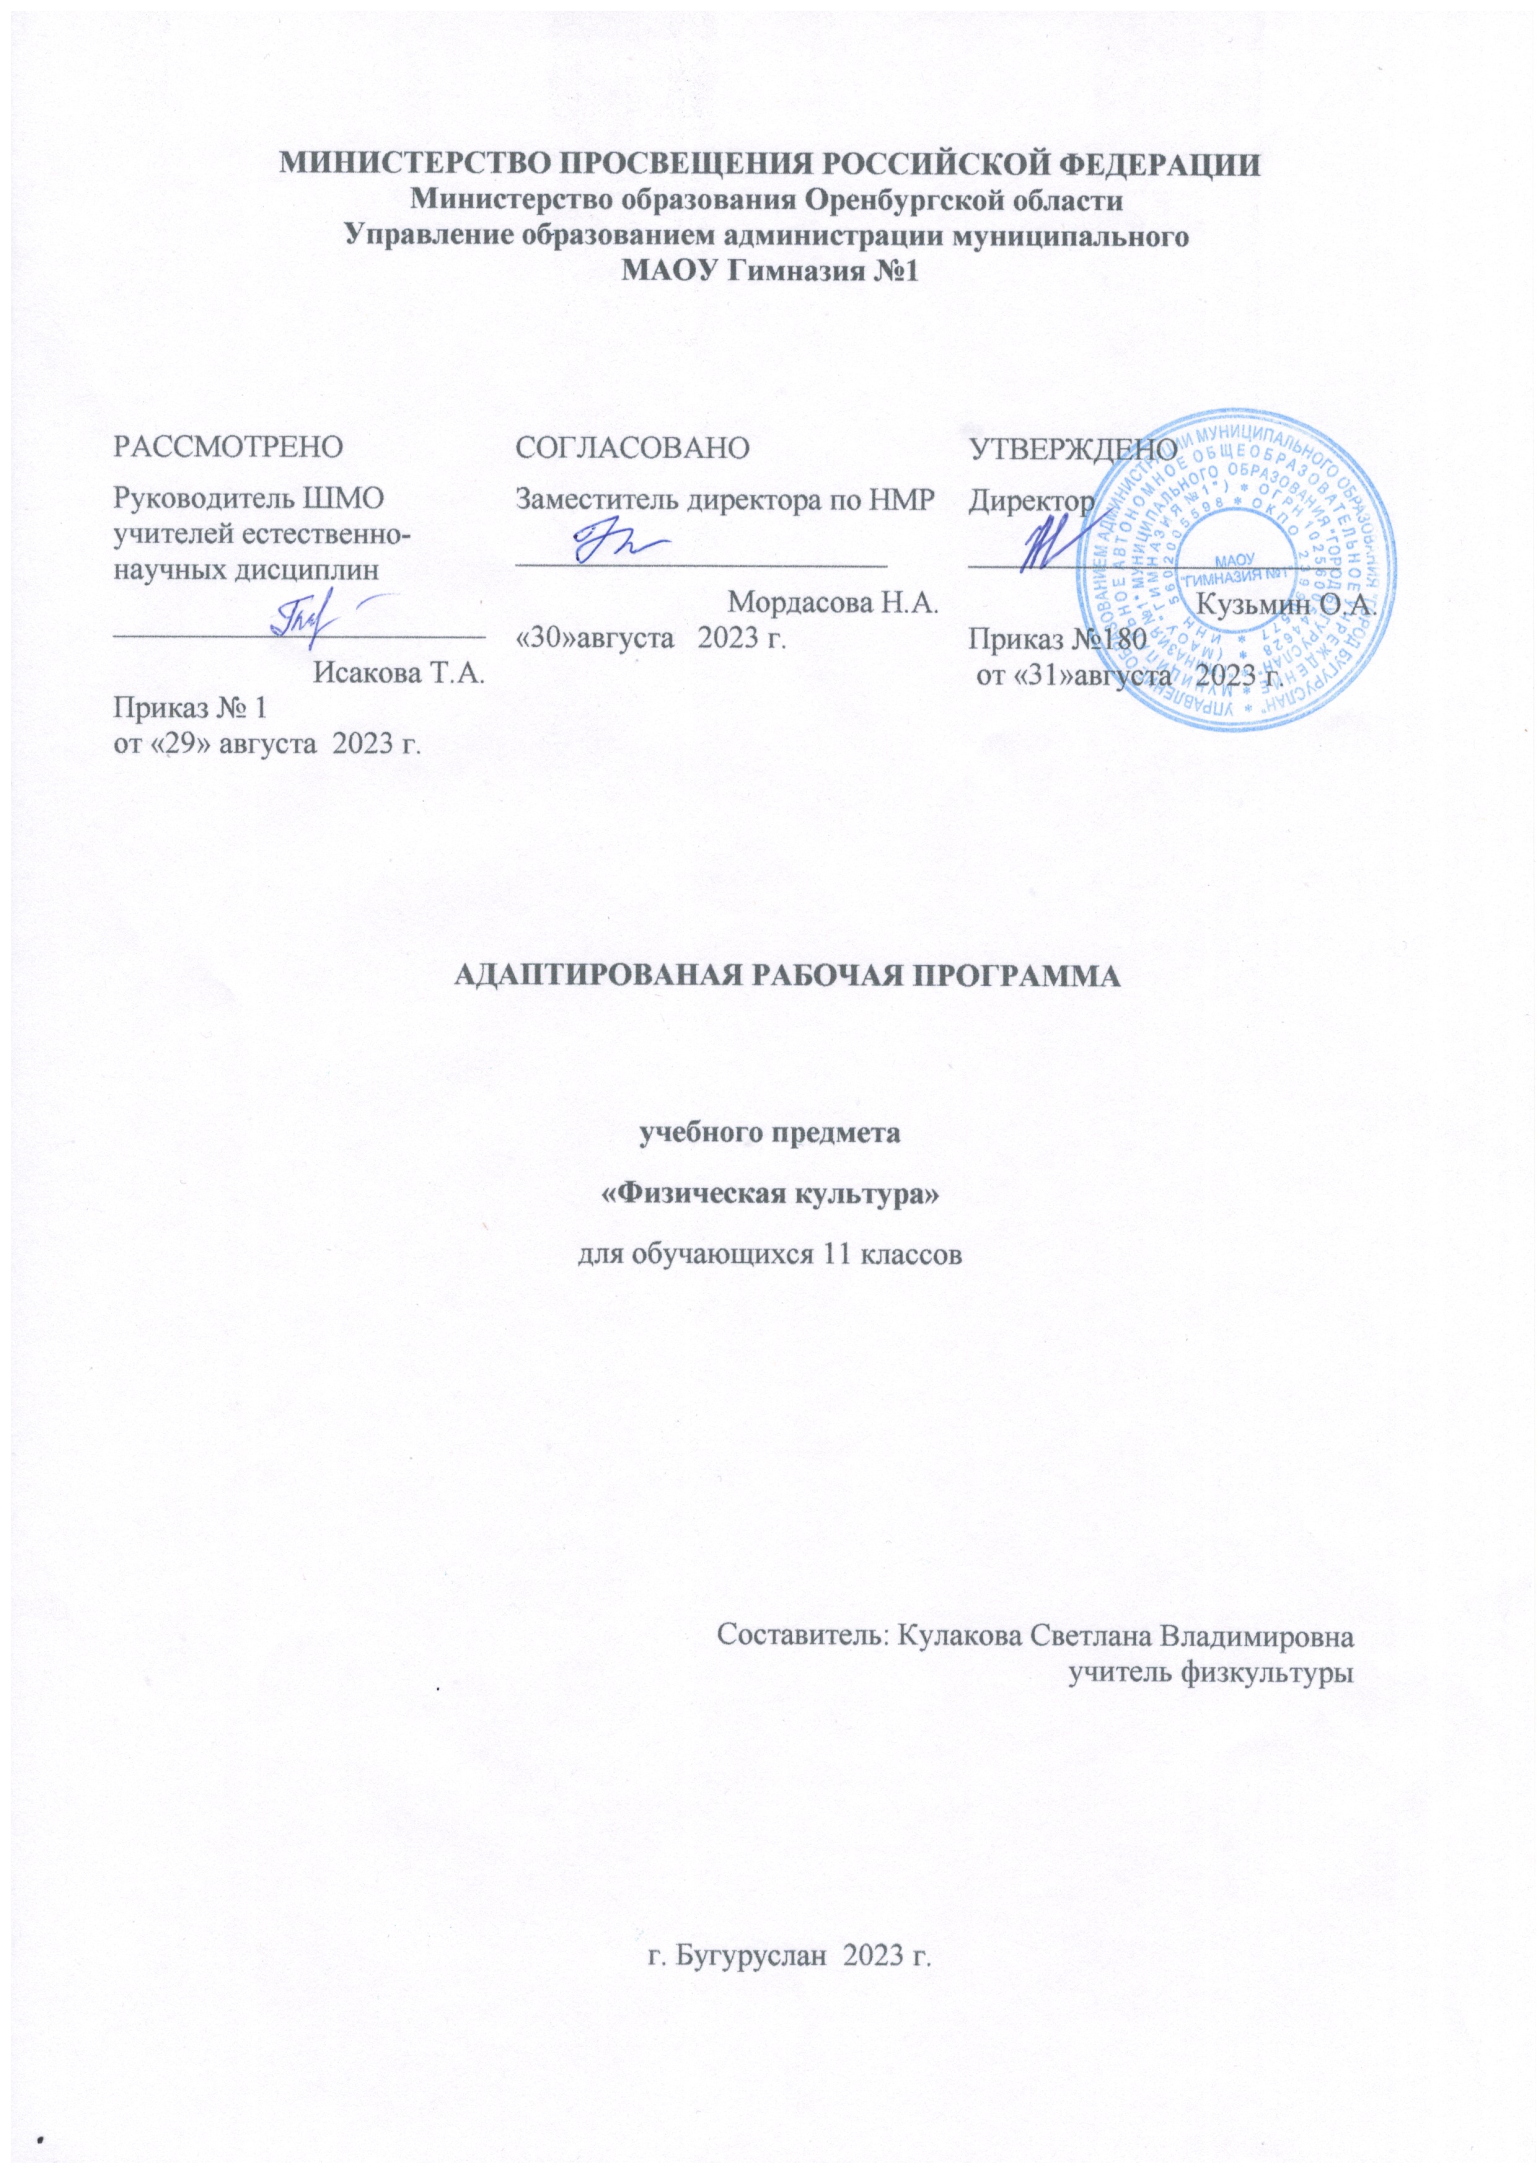 МИНИСТЕРСТВО ПРОСВЕЩЕНИЯ РОССИЙСКОЙ ФЕДЕРАЦИИ
Министерство образования Оренбургской области
Управление образованием администрации муниципального
МАОУ Гимназия №1
РАССМОТРЕНО
Руководитель ШМО
учителей естественно-
научных дисциплин
Исакова Т.А.
Приказ № 1
от «29» августа 2023 г.
СОГЛАСОВАНО
Заместитель директора по НМР
Мордасова Н.А.
«30»августа 2023 г.
УТВЕРЖДЕНО
Директор
Кузьмин О.А.
Приказ №180
от «31»августа 2023 г.
МАОУ
"ГИМНАЗИЯ №1"
АДАПТИРОВАНАЯ РАБОЧАЯ ПРОГРАММА
учебного предмета
«Физическая культура»
для обучающихся 11 классов
Составитель: Кулакова Светлана Владимировна
учитель физкультуры
г. Бугуруслан 2023 г.